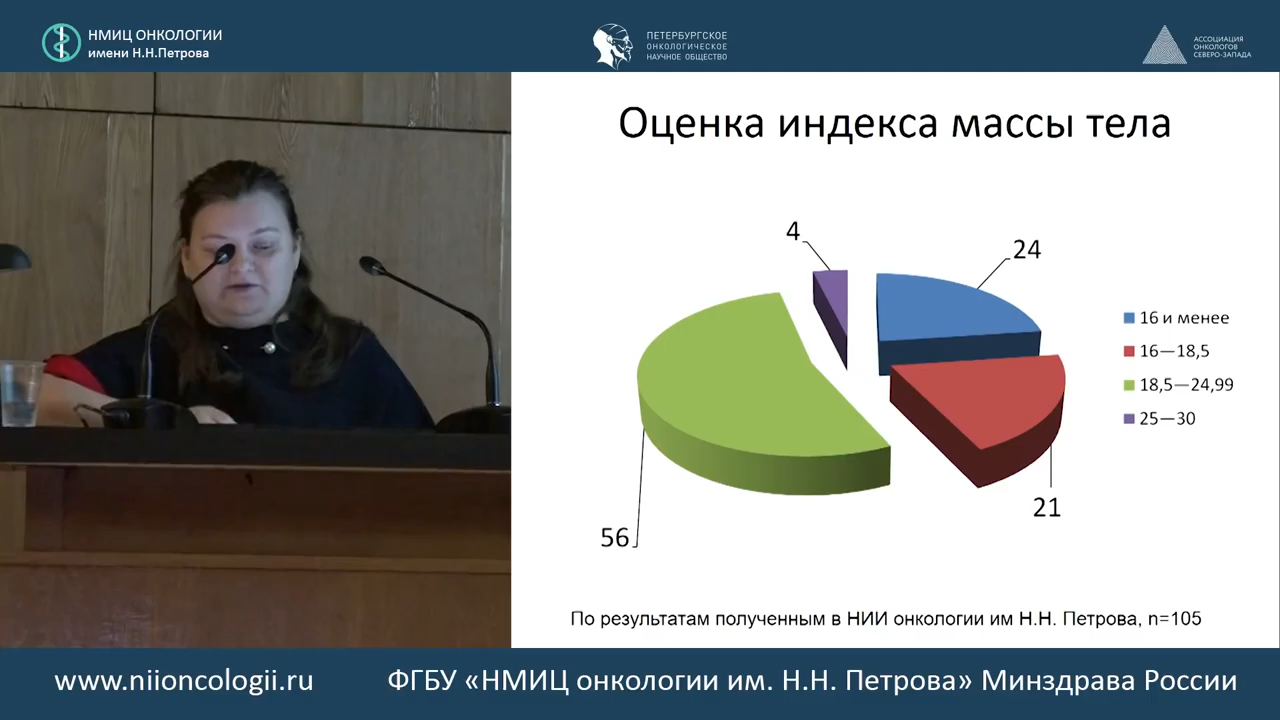 НМИЦ ОНКОЛОГИИ
имени Н.Н.Петрова
ПЕТЕРБУРГСКОЕ
ОНКОЛОГИЧЕСКОЕ
НАУЧНОЕ ОБЩЕСТВО
АССОЦИАЦИЯ
ОНКОЛОГОВ
СЕВЕРО-ЗАПАДА
Оценка индекса массы тела
4
24
16 и менее
16—18,5
18,5—24,99
25—30
21
56
По результатам полученным в НИИ онкологии им Н.Н. Петрова, n=105
www.niioncologii.ru
ФГБУ «НМИЦ онкологии им. Н.Н. Петрова» Минздрава России